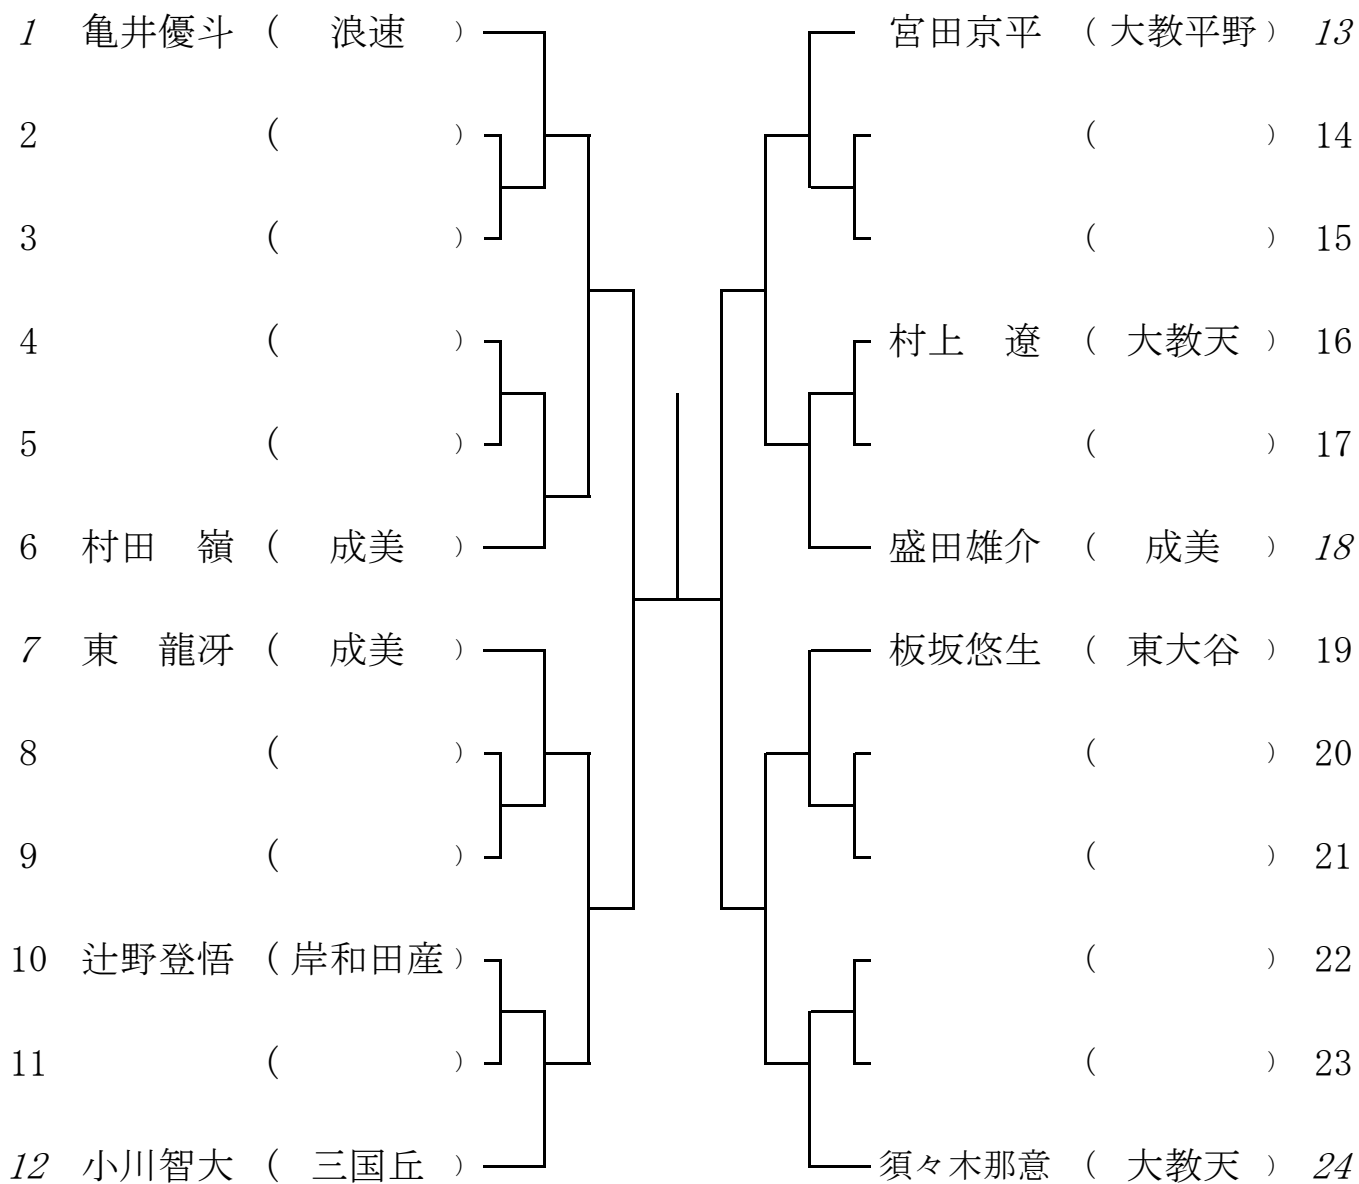 1 亀井優斗 ( 浪速 )
2 ( )
3 ( )
4 ( )
5 ( )
6 村田 嶺 ( 成美 )
7 東 龍冴 ( 成美 )
8 ( )
9 ( )
10 辻野登悟 ( 岸和田産 )
11 ( )
12 小川智大 ( 三国丘 )
宮田京平 ( 大教平野 ) 13
( ) 14
( ) 15
村上 遼 ( 大教天 ) 16
( ) 17
盛田雄介 ( 成美 ) 18
板坂悠生 ( 東大谷 ) 19
( ) 20
( ) 21
( ) 22
( ) 23
須々木那意 ( 大教天 ) 24